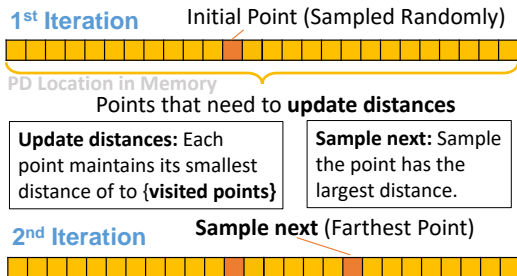 1st Iteration
Initial Point (Sampled Randomly)
PD Location in Memory
Points that need to update distances
Update distances: Each
point maintains its smallest
distance of to {visited points}
Sample next: Sample
the point has the
largest distance.
Sample next (Farthest Point)
2nd Iteration